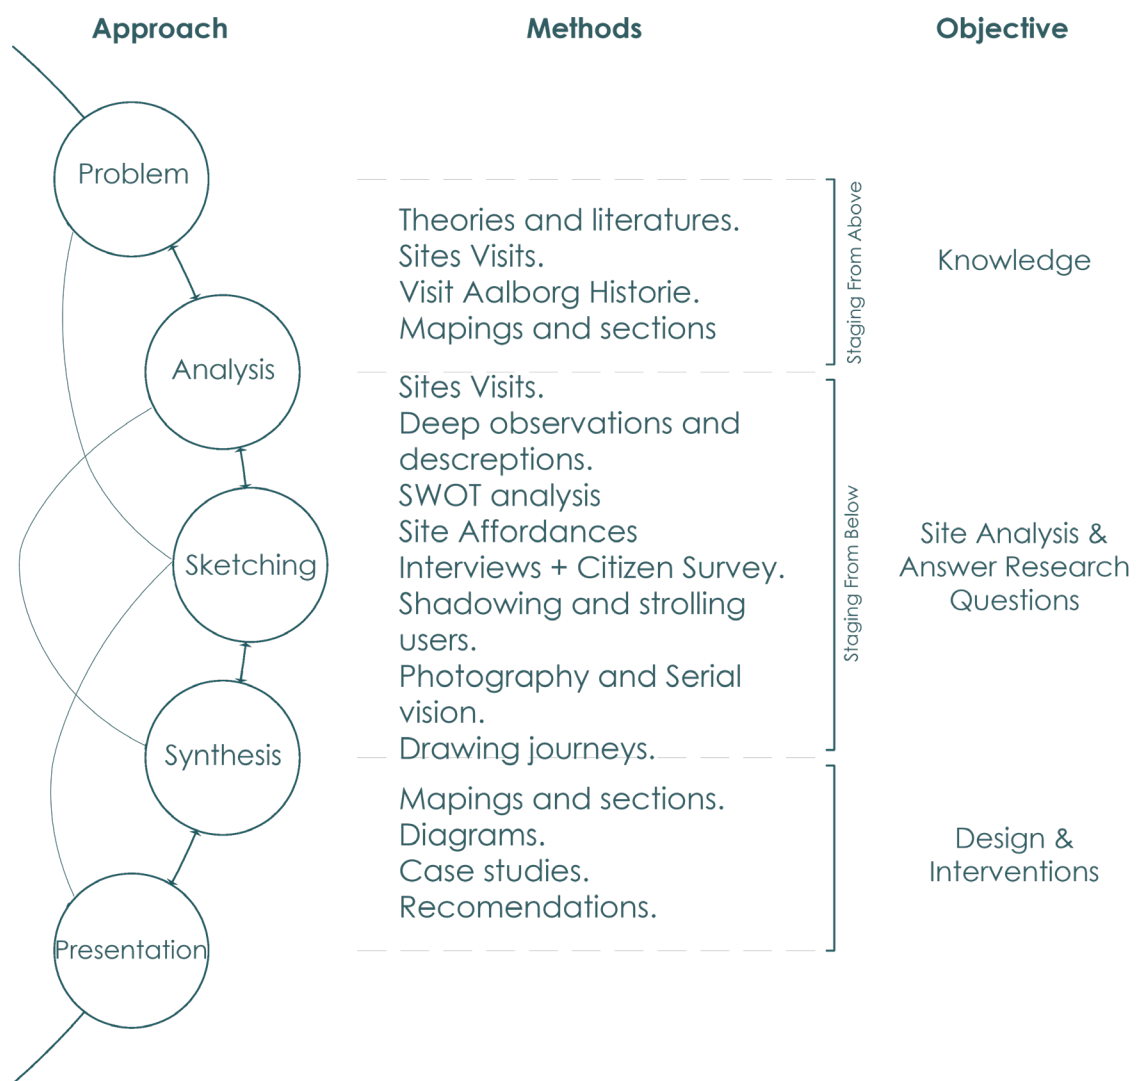 Approach
Methods
Objective
Problem
Analysis
Sketching
Synthesis
Presentation
Theories and literatures.
Sites Visits.
Visit Aalborg Historie.
Mapings and sections
Staging From Above
Knowledge
Sites Visits.
Deep observations and
descreptions.
SWOT analysis
Site Affordances
Interviews + Citizen Survey.
Shadowing and strolling
users.
Photography and Serial
vision.
Drawing journeys.
Staging From Below
Site Analysis &
Answer Research
Questions
Mapings and sections.
Diagrams.
Case studies.
Recomendations.
Design &
Interventions